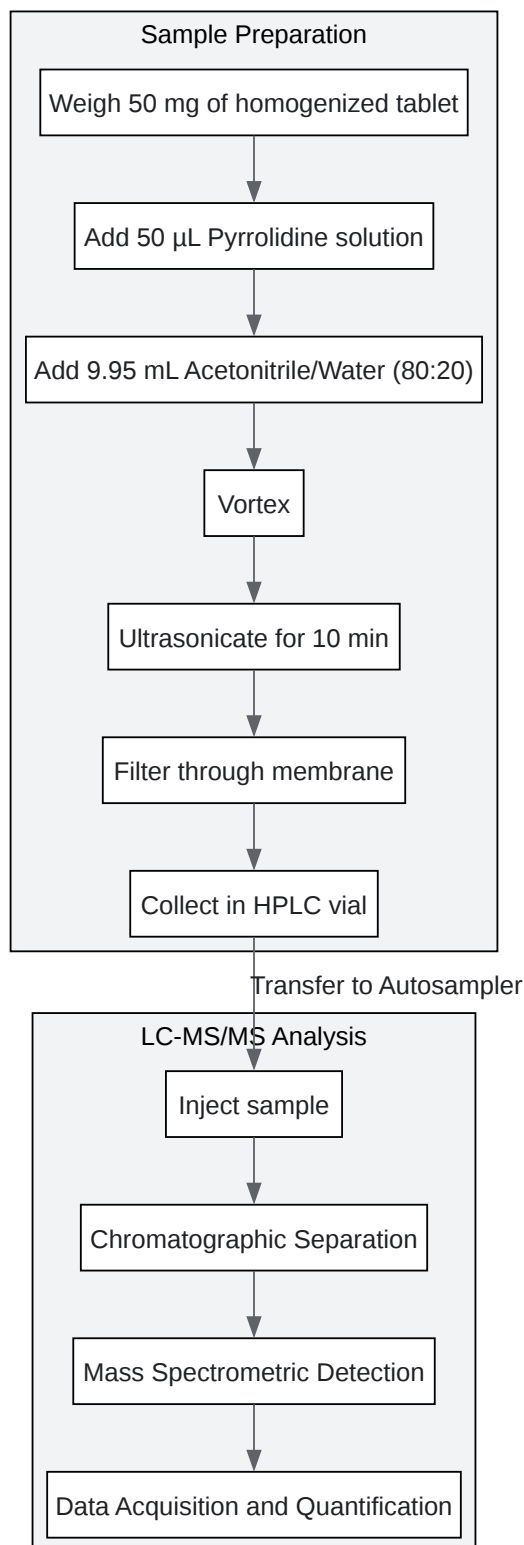 Sample Preparation
Weigh 50 mg of homogenized tablet
Add 50 µL Pyrrolidine solution
Add 9.95 mL Acetonitrile/Water (80:20)
Vortex
Ultrasonicate for 10 min
Filter through membrane
Collect in HPLC vial
Transfer to Autosampler
LC-MS/MS Analysis
Inject sample
Chromatographic Separation
Mass Spectrometric Detection
Data Acquisition and Quantification